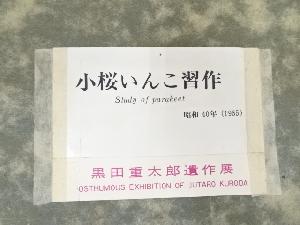 小桜いんこ習作
Study of parakeet
昭和 40年 (1965)
黒田重太郎遺作展
POSTHUMOUS EXHIBITION OF JUTARO KURODA